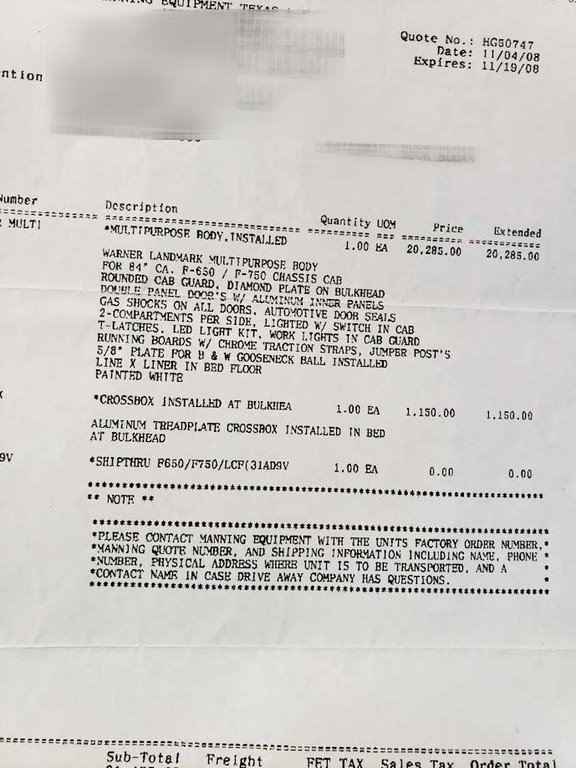 EQUIPMENT TEXAS
Quote No.: HG50747
Date: 11/04/08
Expires: 11/19/08
ntion
umber Description Quantity UOM Price Extended
MULTI *MULTIPURPOSE BODY,INSTALLED 1.00 EA 20,285.00 20,285.00
WARNER LANDMARK MULTIPURPOSE BODY
FOR 84" CA. F-650 / F-750 CHASSIS CAB
ROUNDED CAB GUARD, DIAMOND PLATE ON BULKHEAD
DOUBLE PANEL DOOR'S W/ ALUMINUM INNER PANELS
GAS SHOCKS ON ALL DOORS, AUTOMOTIVE DOOR SEALS
2-COMPARTMENTS PER SIDE, LIGHTED W/ SWITCH IN CAB
T-LATCHES. LED LIGHT KIT, WORK LIGHTS IN CAB GUARD
RUNNING BOARDS W/ CHROME TRACTION STRAPS, JUMPER POST'S
5/8" PLATE FOR B & W GOOSENECK BALL INSTALLED
LINE X LINER IN BED FLOOR
PAINTED WHITE
*CROSSBOX INSTALLED AT BULKHEA 1.00 EA 1,150.00 1,150.00
ALUMINUM TREADPLATE CROSSBOX INSTALLED IN BED
AT BULKHEAD
9V *SHIPTHRU F650/F750/LCF(31AD9V 1.00 EA 0.00 0.00
** NOTE **
*PLEASE CONTACT MANNING EQUIPMENT WITH THE UNITS FACTORY ORDER NUMBER,*
*MANNING QUOTE NUMBER, AND SHIPPING INFORMATION INCLUDING NAME, PHONE *
*NUMBER, PHYSICAL ADDRESS WHERE UNIT IS TO BE TRANSPORTED, AND A *
*CONTACT NAME IN CASE DRIVE AWAY COMPANY HAS QUESTIONS. *
Sub-Total Freight FET TAX Sales Tax Order Total